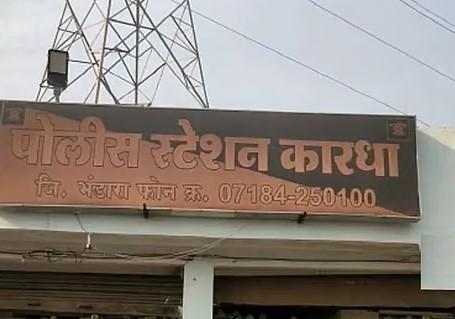 पोलीस स्टेशन कारधा
जि. भंडारा फोन क्र. 07184-250100